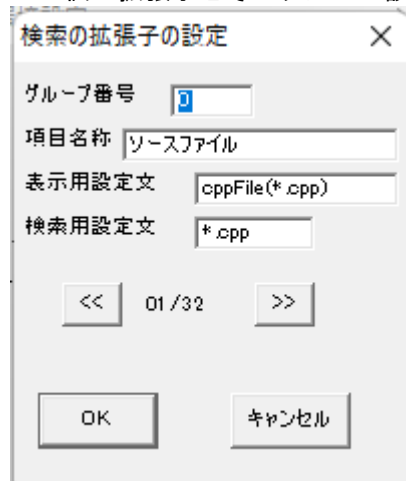 検索の拡張子の設定
グループ番号 0
項目名称 ソースファイル
表示用設定文 cppFile(*.cpp)
検索用設定文 *.cpp
<< 01/32 >>
OK キャンセル